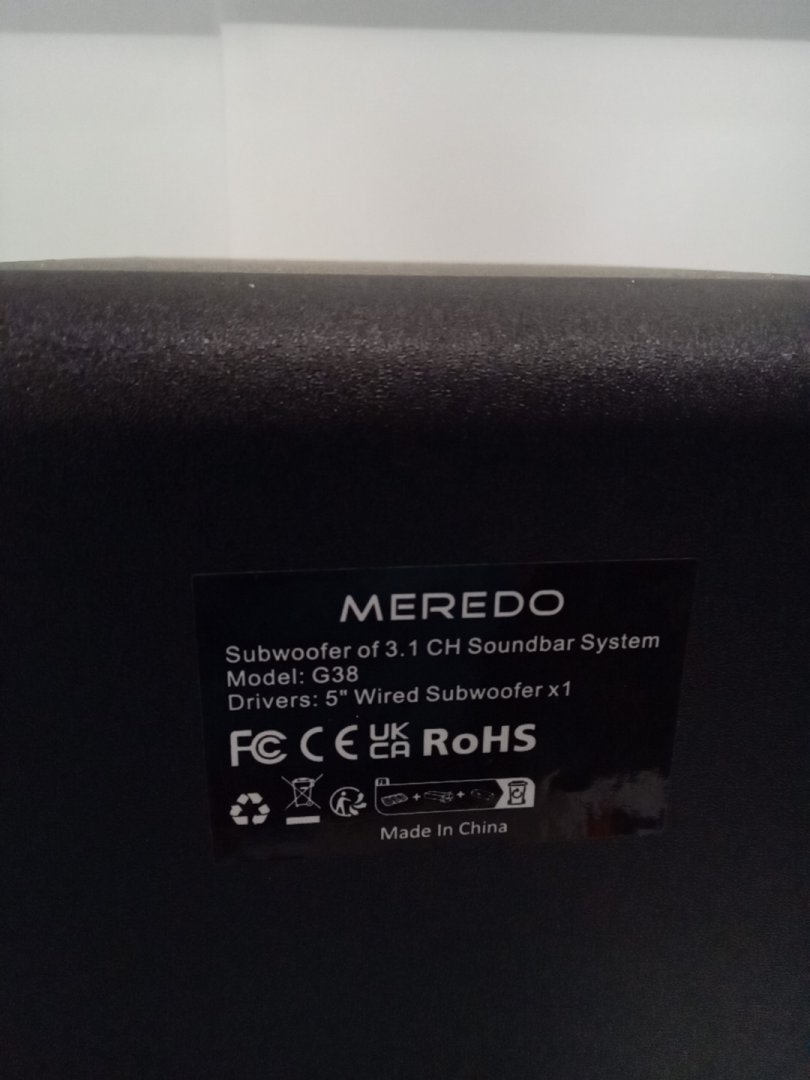 MEREDO
Subwoofer of 3.1 CH Soundbar System
Model: G38
Drivers: 5" Wired Subwoofer x1
FC CE UK CA RoHS
Made In China